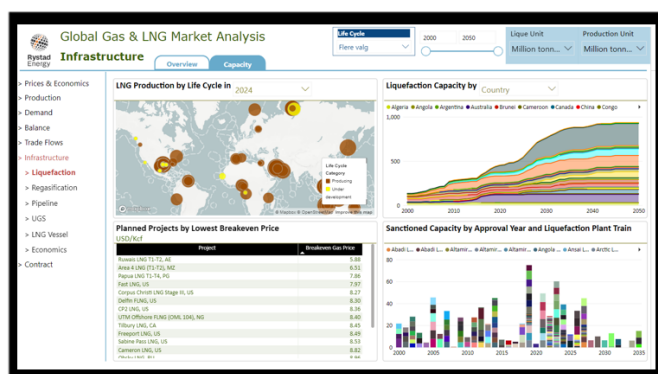 Global Gas & LNG Market Analysis
Infrastructure
Rystad
Energy
Overview
Capacity
Life Cycle
Flere valg
2000
2050
Lique Unit
Million tonn...
Production Unit
Million tonn...
> Prices & Economics
> Production
> Demand
> Balance
> Trade Flows
> Infrastructure
> Liquefaction
> Regasification
> Pipeline
> UGS
> LNG Vessel
> Economics
> Contract
LNG Production by Life Cycle in 2024
Life Cycle
Category
Producing
Under
development
Liquefaction Capacity by Country
Algeria Angola Argentina Australia Brunei Cameroon Canada China Congo
1,000
500
0
2000 2010 2020 2030 2040 2050
Planned Projects by Lowest Breakeven Price
USD/Kcf
Project Breakeven Gas Price
Ruwais LNG T1-T2, AE 5.88
Area 4 LNG (T1-T2), MZ 6.51
Papua LNG T1-T4, PG 7.86
Fast LNG, US 7.97
Corpus Christi LNG Stage III, US 8.27
Delfin FLNG, US 8.30
CP2 LNG, US 8.36
UTM Offshore FLNG (OML 104), NG 8.40
Tilbury LNG, CA 8.45
Freeport LNG, US 8.49
Sabine Pass LNG, US 8.53
Cameron LNG, US 8.82
Sanctioned Capacity by Approval Year and Liquefaction Plant Train
Abadi L... Abadi L... Altamir... Altamir... Altamir... Angola ... Ansai L... Arctic L...
80
60
40
20
0
2000 2005 2010 2015 2020 2025 2030 2035